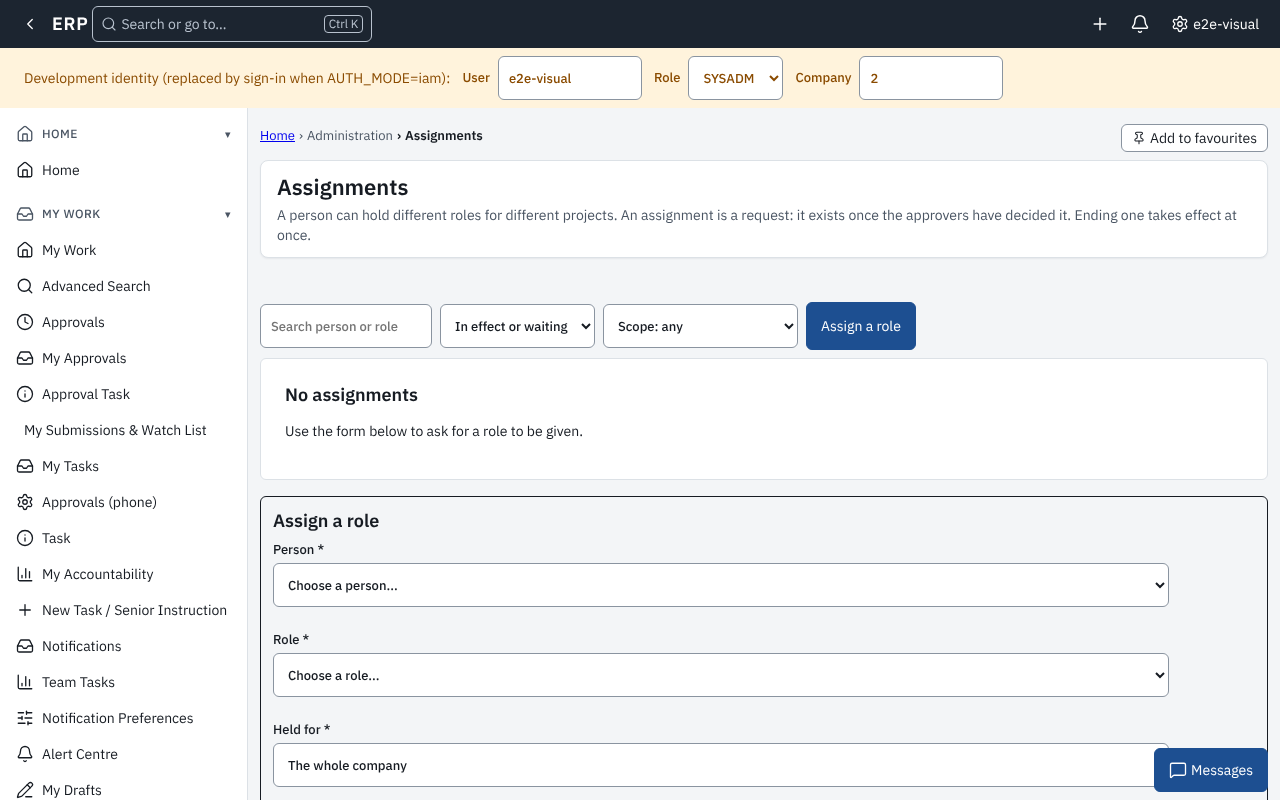 ERP
Search or go to...
Ctrl K
e2e-visual
Development identity (replaced by sign-in when AUTH_MODE=iam):
User
e2e-visual
Role
SYSADM
Company
2
HOME
Home
MY WORK
My Work
Advanced Search
Approvals
My Approvals
Approval Task
My Submissions & Watch List
My Tasks
Approvals (phone)
Task
My Accountability
New Task / Senior Instruction
Notifications
Team Tasks
Notification Preferences
Alert Centre
My Drafts
Home › Administration › Assignments
Add to favourites
Assignments
A person can hold different roles for different projects. An assignment is a request: it exists once the approvers have decided it. Ending one takes effect at
once.
Search person or role
In effect or waiting
Scope: any
Assign a role
No assignments
Use the form below to ask for a role to be given.
Assign a role
Person *
Choose a person...
Role *
Choose a role...
Held for *
The whole company
Messages